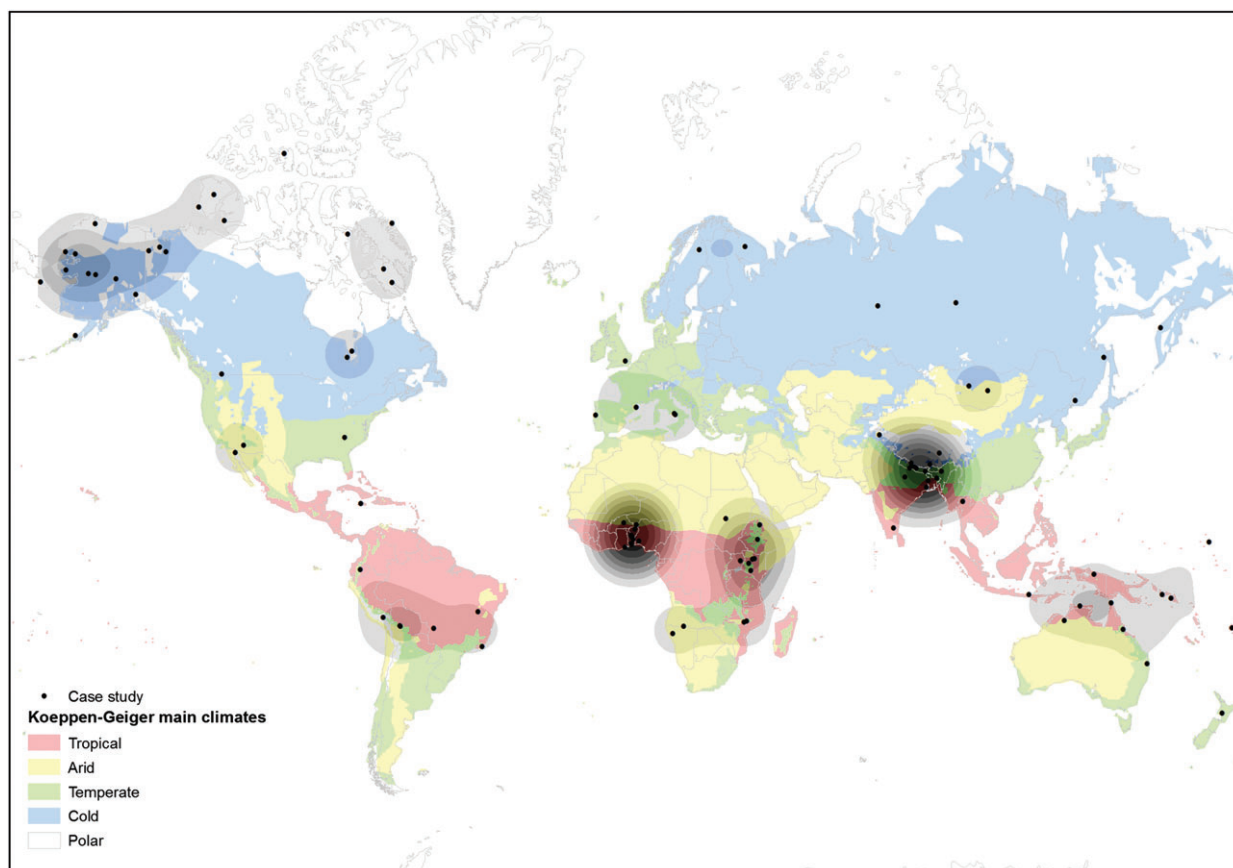 Case study
Koeppen-Geiger main climates
Tropical
Arid
Temperate
Cold
Polar